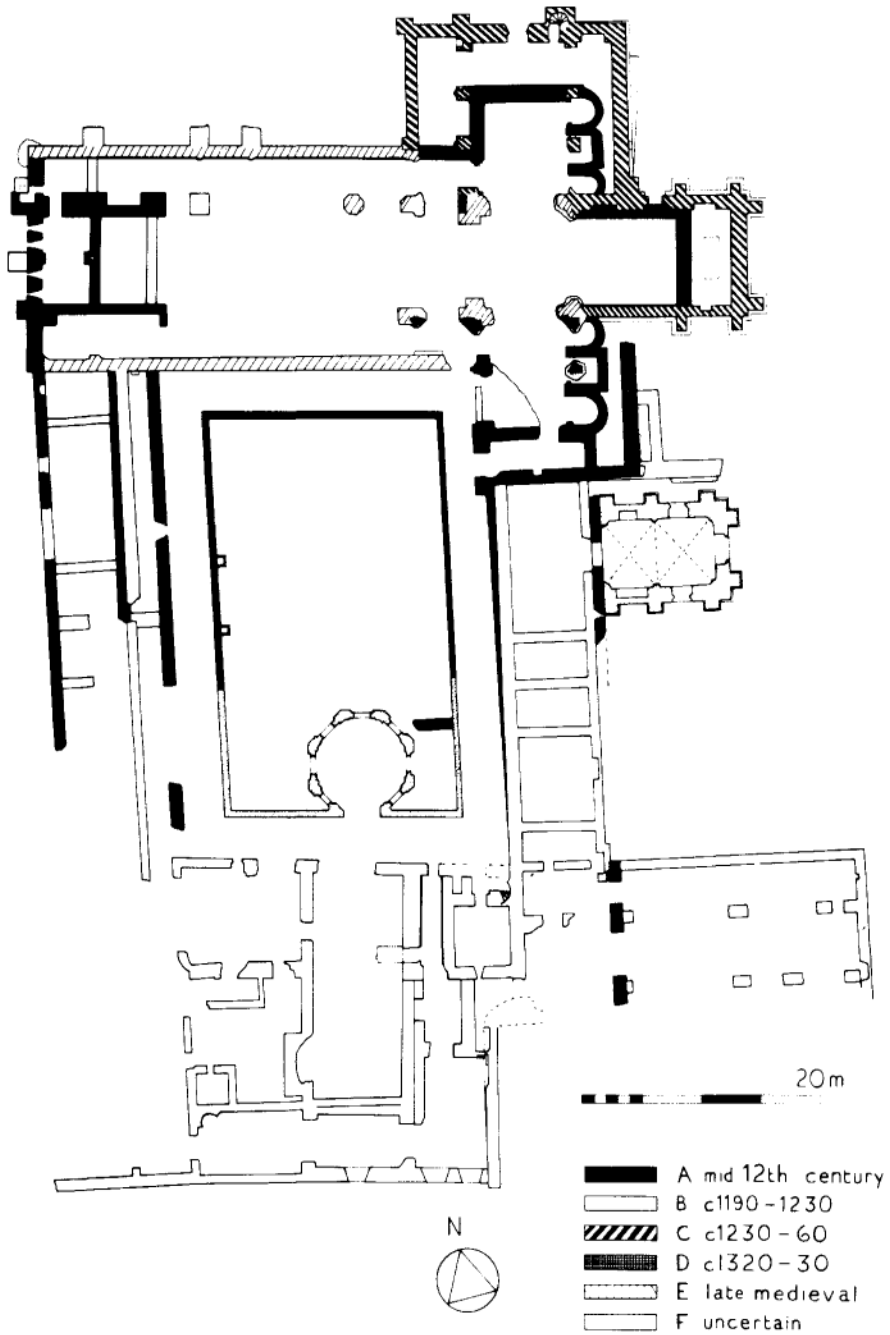 20m
A mid 12th century
B c1190-1230
C c1230-60
D c1320-30
E late medieval
F uncertain
N